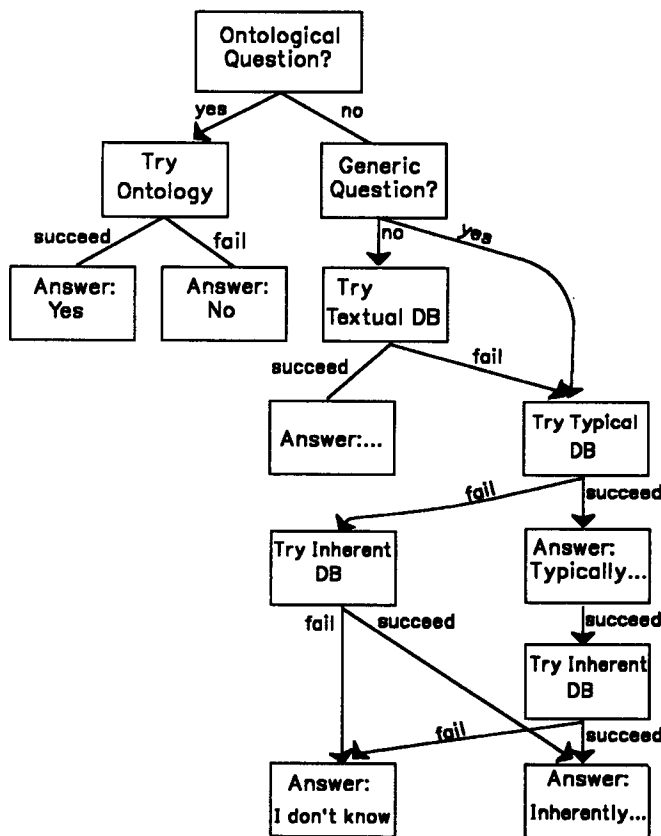 Ontological
Question?
yes
no
Try
Ontology
Generic
Question?
succeed
fail
no
yes
Answer:
Yes
Answer:
No
Try
Textual DB
succeed
fail
Answer:...
Try Typical
DB
fail
succeed
Try Inherent
DB
Answer:
Typically...
fail
succeed
succeed
Try Inherent
DB
fail
succeed
Answer:
I don't know
Answer:
Inherently...